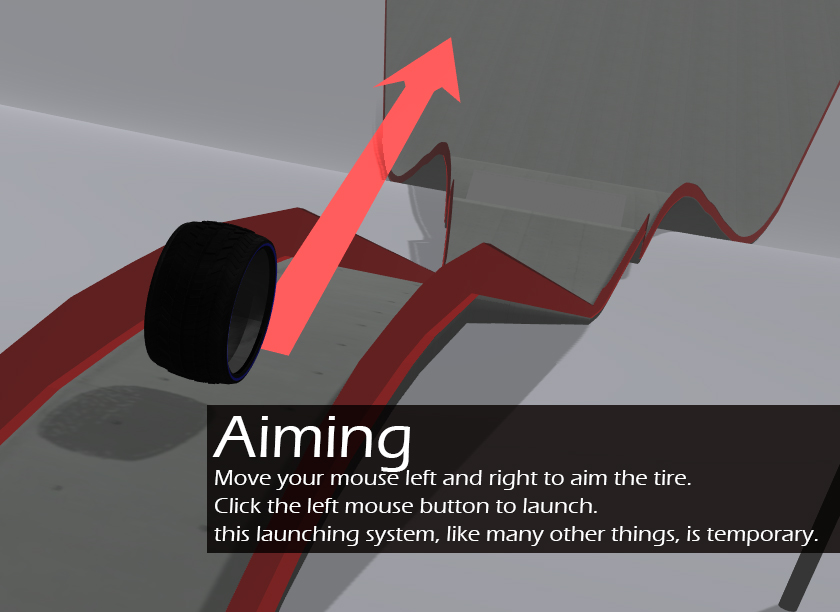 Aiming
Move your mouse left and right to aim the tire.
Click the left mouse button to launch.
this launching system, like many other things, is temporary.